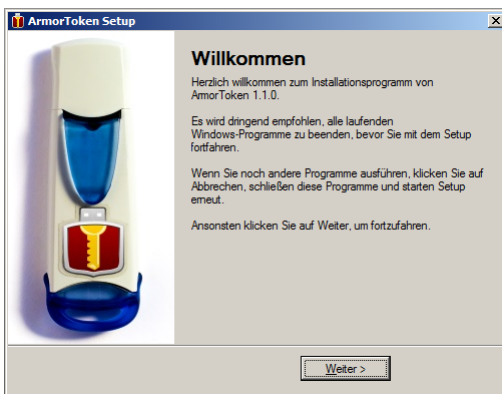 ArmorToken Setup
Willkommen
Herzlich willkommen zum Installationsprogramm von
ArmorToken 1.1.0.
Es wird dringend empfohlen, alle laufenden
Windows-Programme zu beenden, bevor Sie mit dem Setup
fortfahren.
Wenn Sie noch andere Programme ausführen, klicken Sie auf
Abbrechen, schließen diese Programme und starten Setup
erneut.
Ansonsten klicken Sie auf Weiter, um fortzufahren.
Weiter >